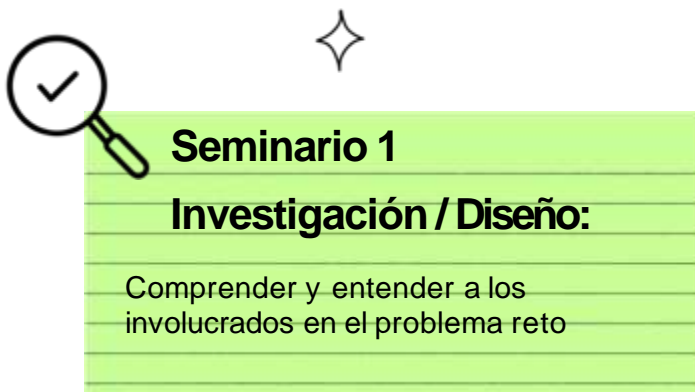 Seminario 1
Investigación / Diseño:
Comprender y entender a los
involucrados en el problema reto